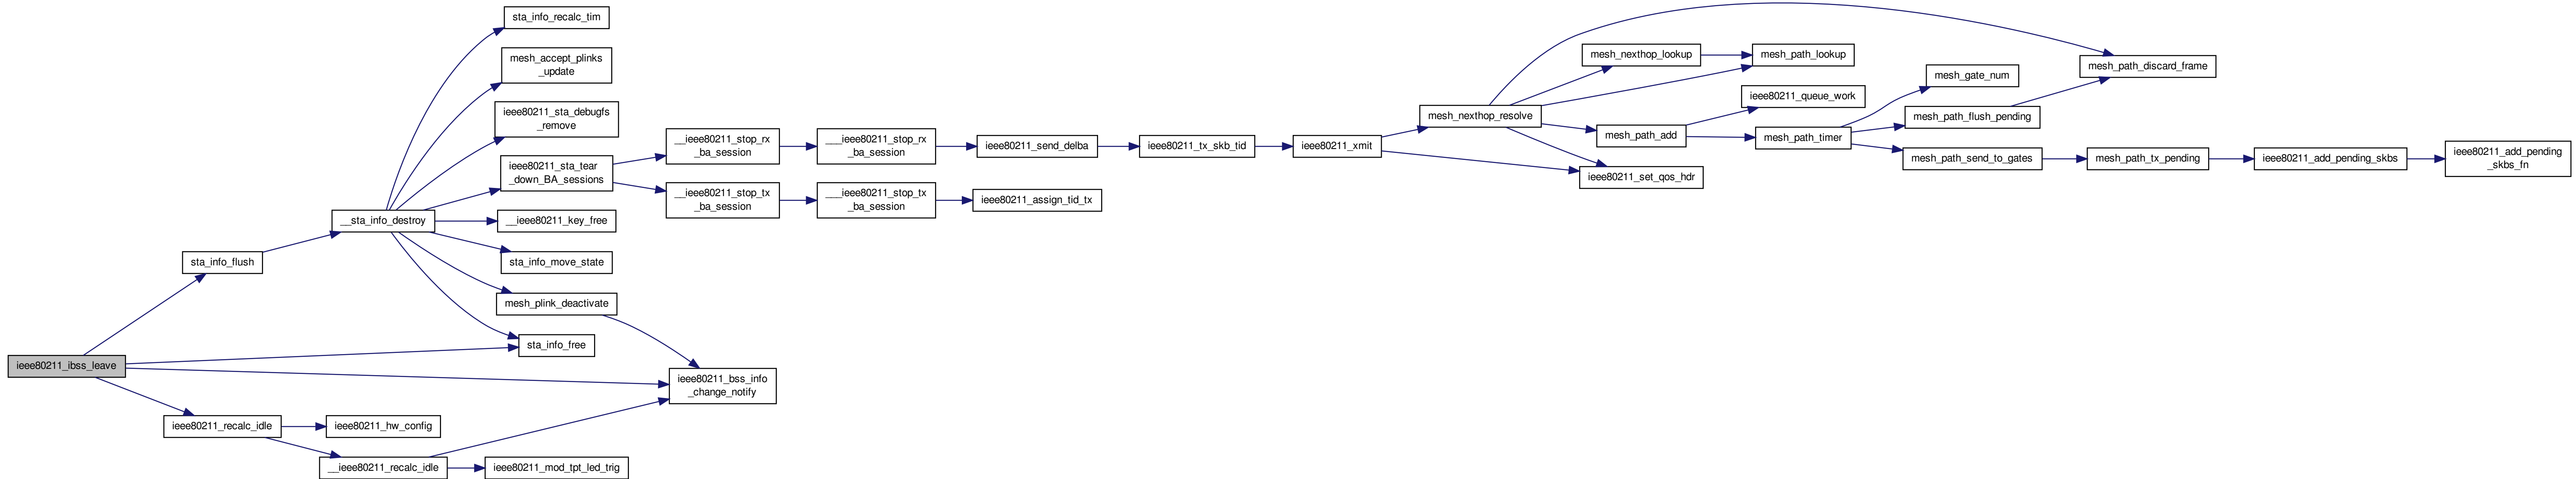 sta_info_recalc_tim
mesh_accept_plinks
_update
ieee80211_sta_debugfs
_remove
ieee80211_sta_tear
_down_BA_sessions
__ieee80211_key_free
sta_info_move_state
mesh_plink_deactivate
sta_info_free
__sta_info_destroy
sta_info_flush
ieee80211_ibss_leave
ieee80211_recalc_idle
ieee80211_hw_config
__ieee80211_recalc_idle
ieee80211_mod_tpt_led_trig
ieee80211_bss_info
_change_notify
__ieee80211_stop_rx
_ba_session
___ieee80211_stop_rx
_ba_session
ieee80211_send_delba
ieee80211_tx_skb_tid
ieee80211_xmit
__ieee80211_stop_tx
_ba_session
___ieee80211_stop_tx
_ba_session
ieee80211_assign_tid_tx
mesh_nexthop_resolve
mesh_nexthop_lookup
mesh_path_lookup
ieee80211_queue_work
mesh_path_add
mesh_path_timer
ieee80211_set_qos_hdr
mesh_gate_num
mesh_path_flush_pending
mesh_path_send_to_gates
mesh_path_discard_frame
mesh_path_tx_pending
ieee80211_add_pending_skbs
ieee80211_add_pending
_skbs_fn